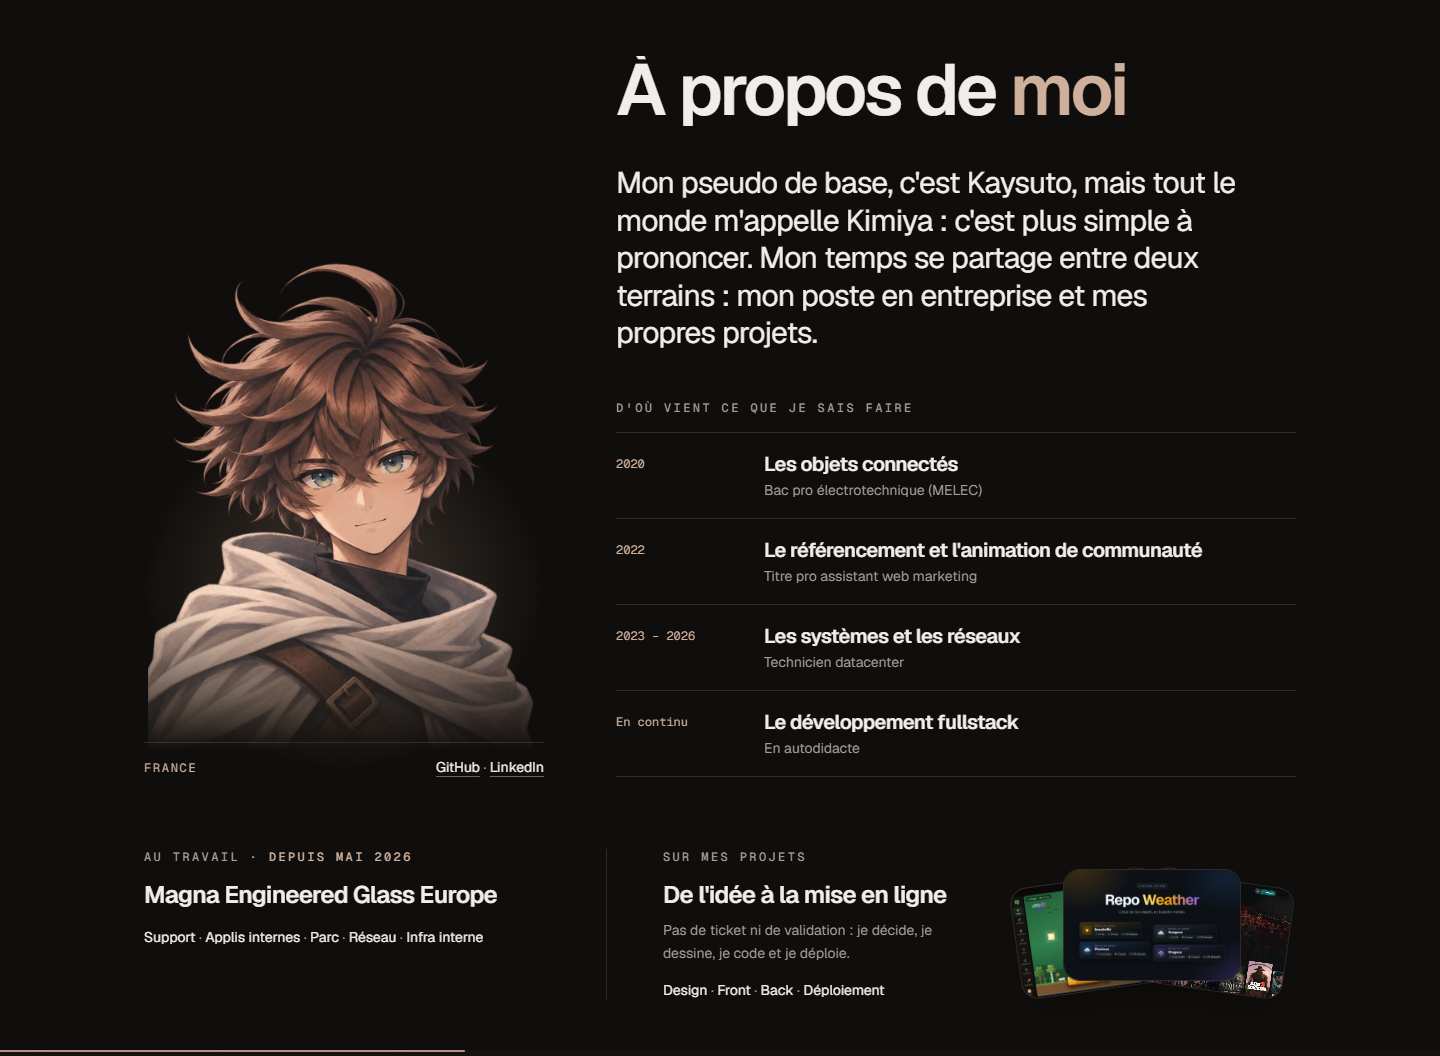 À propos de moi
Mon pseudo de base, c'est Kaysuto, mais tout le
monde m'appelle Kimiya : c'est plus simple à
prononcer. Mon temps se partage entre deux
terrains : mon poste en entreprise et mes
propres projets.
D'OÙ VIENT CE QUE JE SAIS FAIRE
2020
Les objets connectés
Bac pro électrotechnique (MELEC)
2022
Le référencement et l'animation de communauté
Titre pro assistant web marketing
2023 – 2026
Les systèmes et les réseaux
Technicien datacenter
En continu
Le développement fullstack
En autodidacte
FRANCE
GitHub · LinkedIn
AU TRAVAIL · DEPUIS MAI 2026
Magna Engineered Glass Europe
Support · Applis internes · Parc · Réseau · Infra interne
SUR MES PROJETS
De l'idée à la mise en ligne
Pas de ticket ni de validation : je décide, je
dessine, je code et je déploie.
Design · Front · Back · Déploiement
Repo Weather